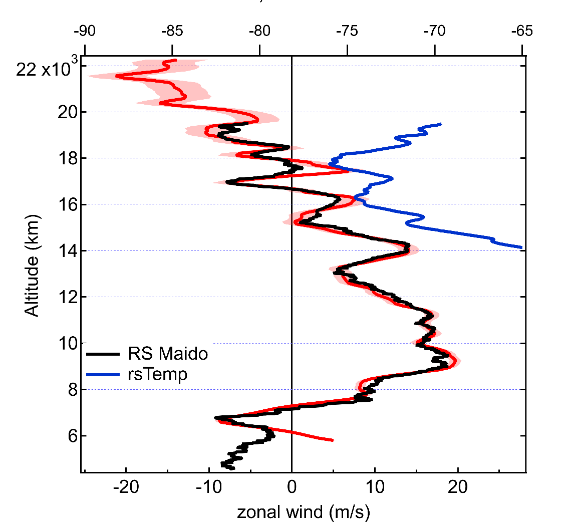 -90 -85 -80 -75 -70 -65
22 x10³
20
18
16
14
12
10
8
6
Altitude (km)
RS Maido
rsTemp
-20 -10 0 10 20
zonal wind (m/s)